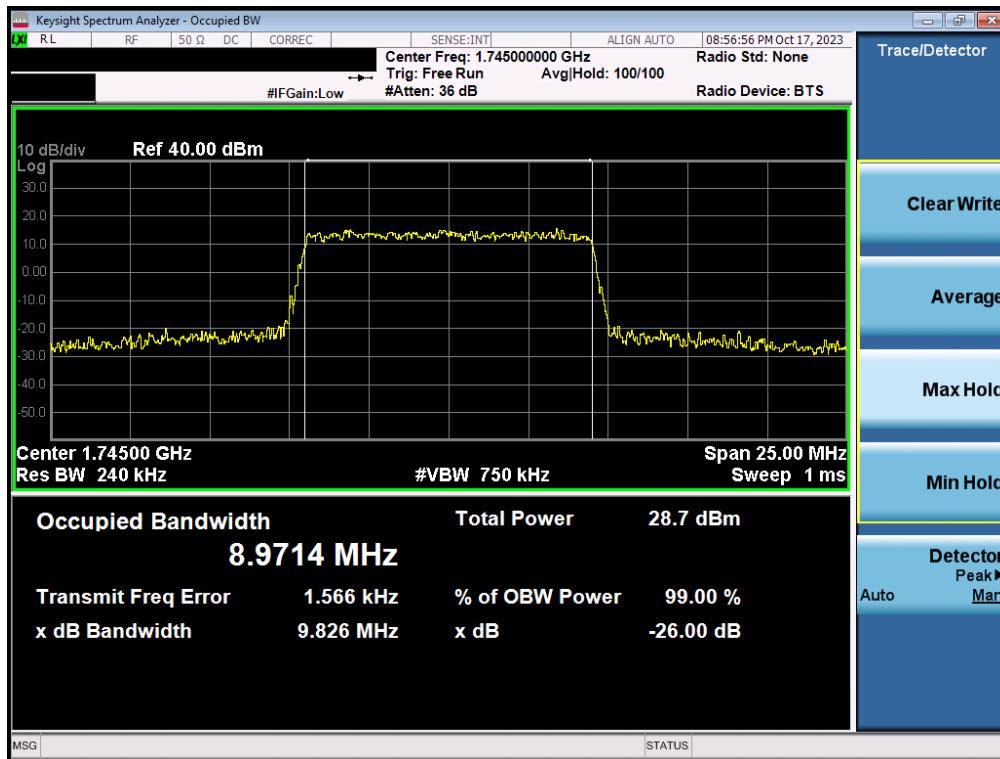 Keysight Spectrum Analyzer - Occupied BW
LXI RL RF 50 Ω DC CORREC SENSE:INT ALIGN AUTO 08:56:56 PM Oct 17, 2023
Center Freq: 1.745000000 GHz Radio Std: None
Trig: Free Run Avg|Hold: 100/100
#IFGain:Low #Atten: 36 dB Radio Device: BTS
10 dB/div Ref 40.00 dBm
Log
30.0
20.0
10.0
0.00
-10.0
-20.0
-30.0
-40.0
-50.0
Center 1.74500 GHz Span 25.00 MHz
Res BW 240 kHz #VBW 750 kHz Sweep 1 ms
Occupied Bandwidth Total Power 28.7 dBm
8.9714 MHz
Transmit Freq Error 1.566 kHz % of OBW Power 99.00 %
x dB Bandwidth 9.826 MHz x dB -26.00 dB
MSG STATUS
Trace/Detector
Clear Write
Average
Max Hold
Min Hold
Detector
Peak
Auto Man